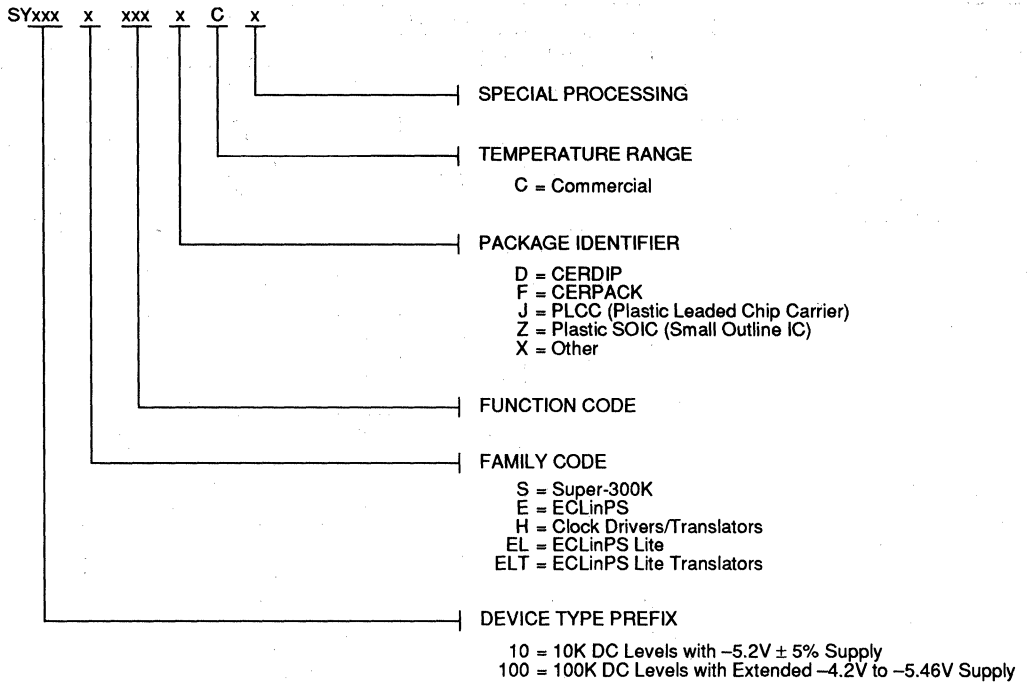 SYxxx x xxx x C x
SPECIAL PROCESSING
TEMPERATURE RANGE
C = Commercial
PACKAGE IDENTIFIER
D = CERDIP
F = CERPACK
J = PLCC (Plastic Leaded Chip Carrier)
Z = Plastic SOIC (Small Outline IC)
X = Other
FUNCTION CODE
FAMILY CODE
S = Super-300K
E = ECLinPS
H = Clock Drivers/Translators
EL = ECLinPS Lite
ELT = ECLinPS Lite Translators
DEVICE TYPE PREFIX
10 = 10K DC Levels with –5.2V ± 5% Supply
100 = 100K DC Levels with Extended –4.2V to –5.46V Supply